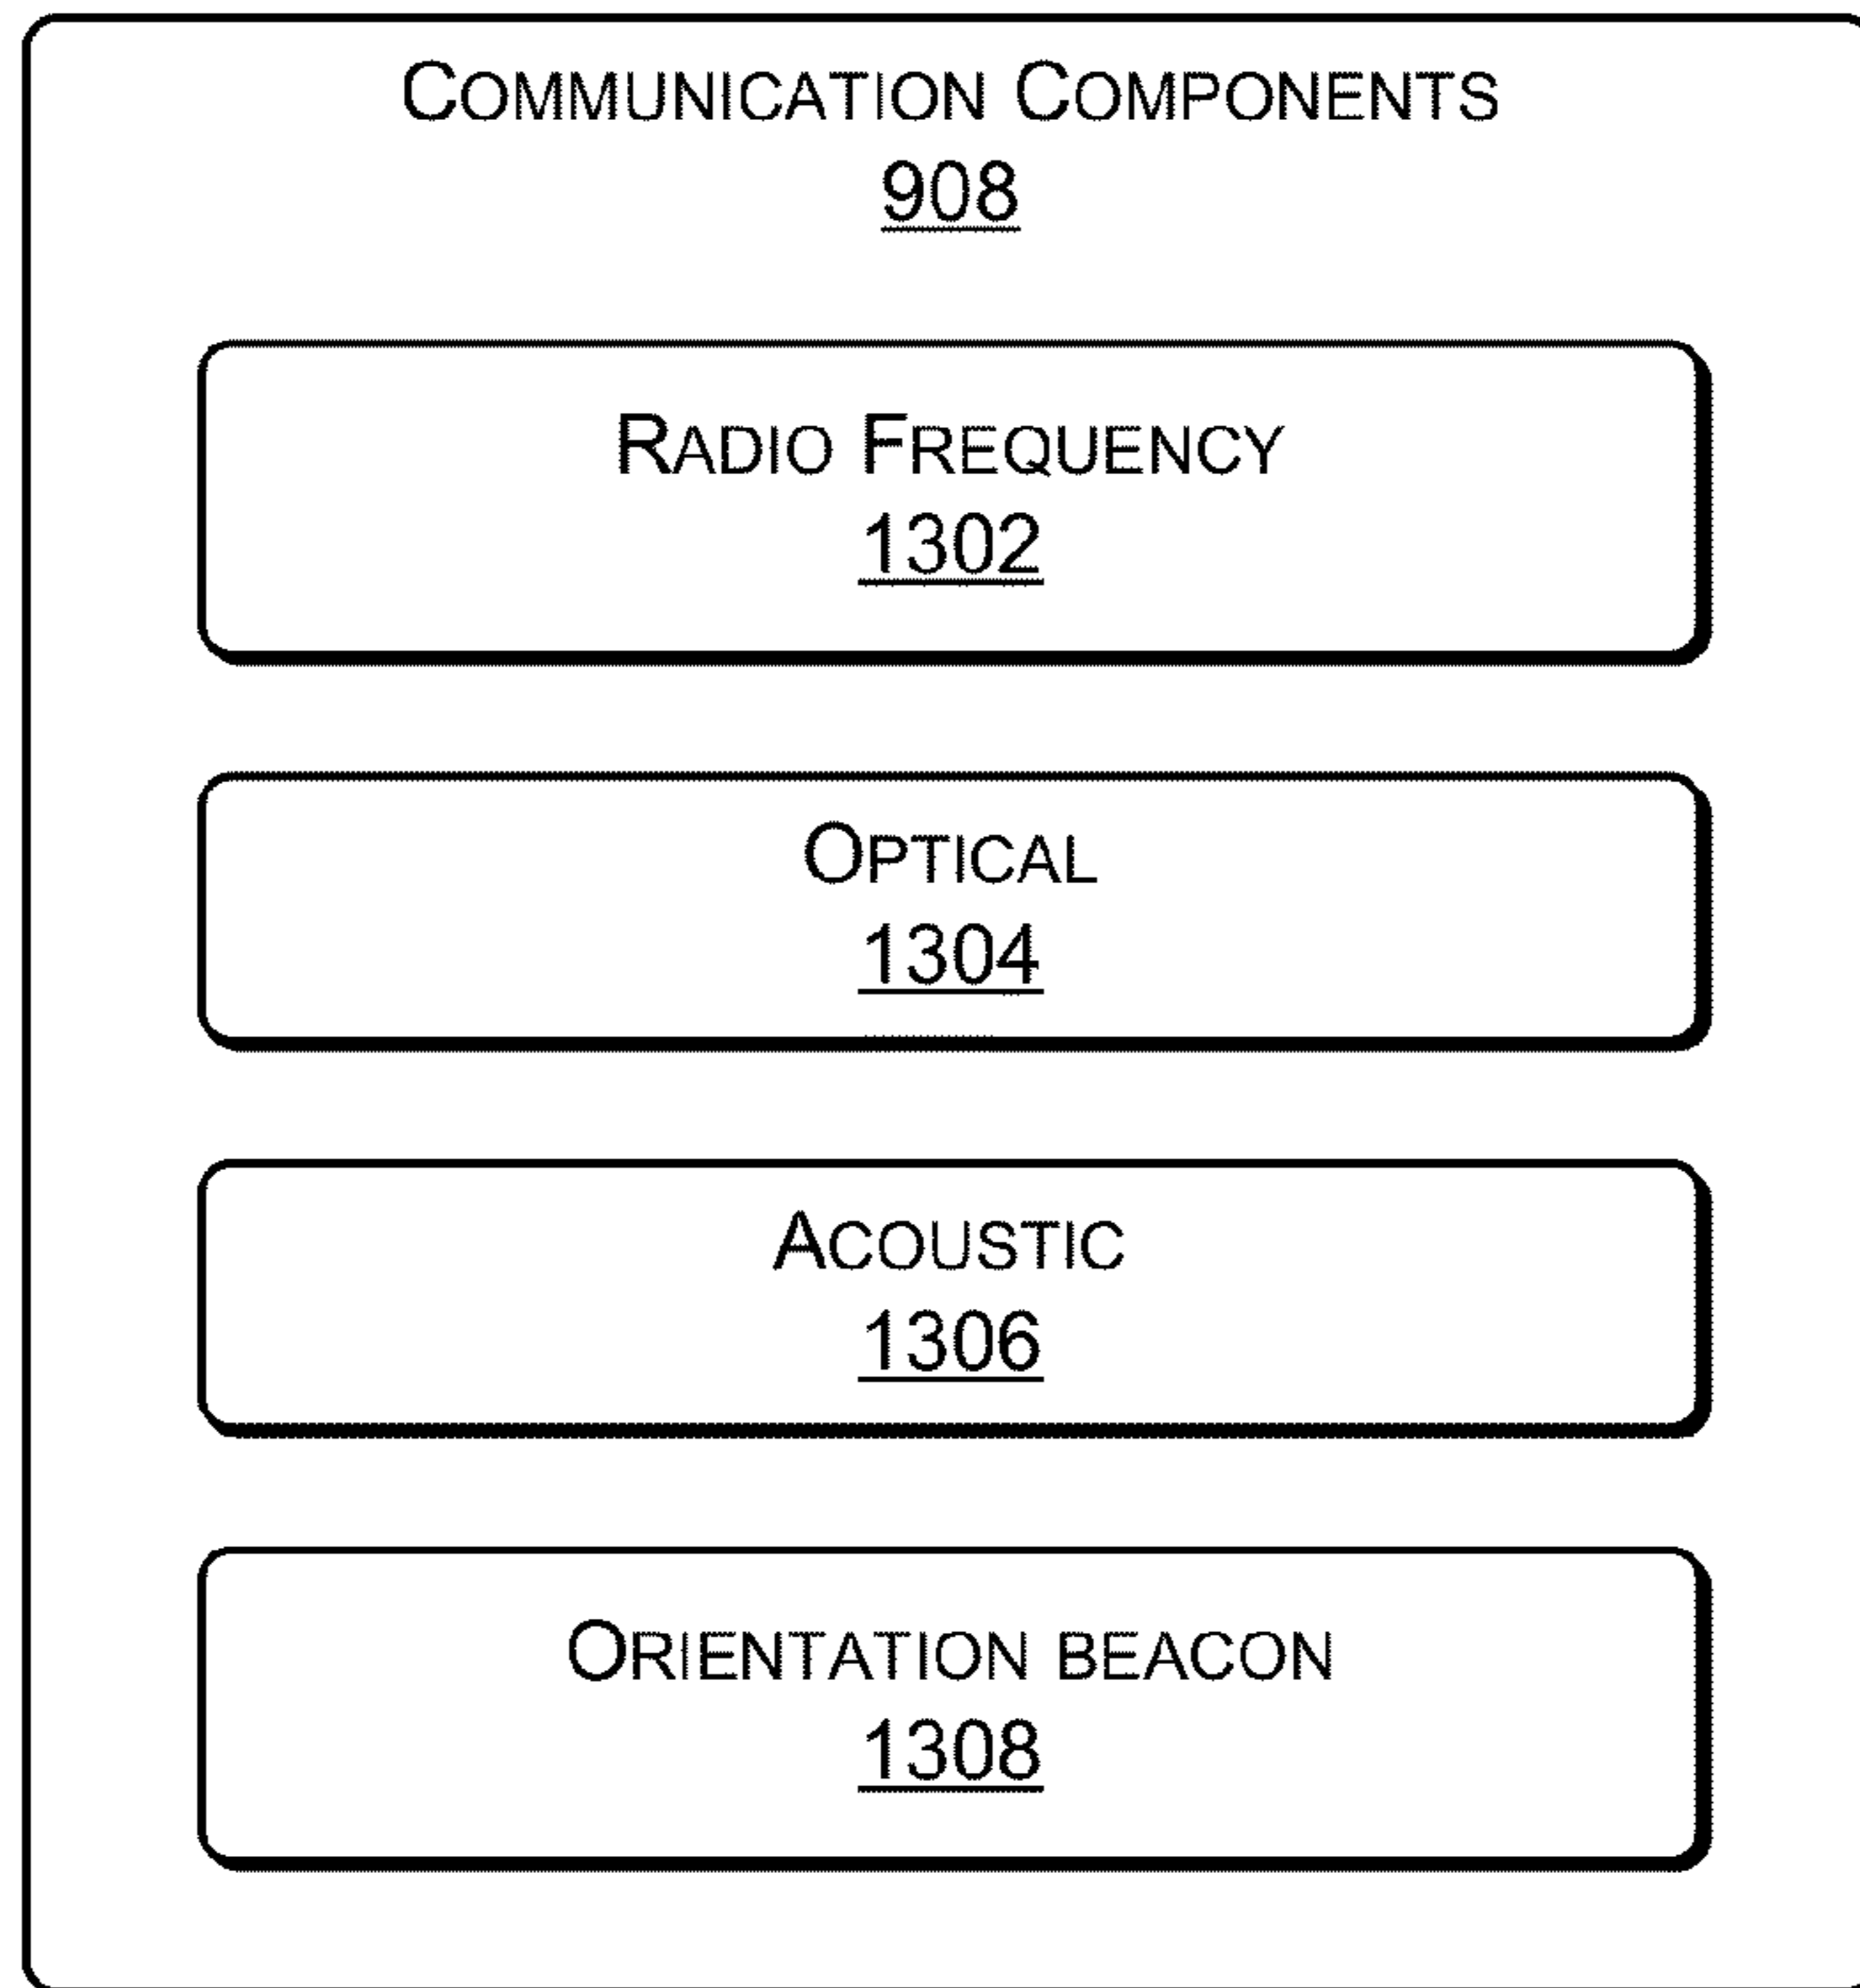 COMMUNICATION COMPONENTS
908
RADIO FREQUENCY
1302
OPTICAL
1304
ACOUSTIC
1306
ORIENTATION BEACON
1308